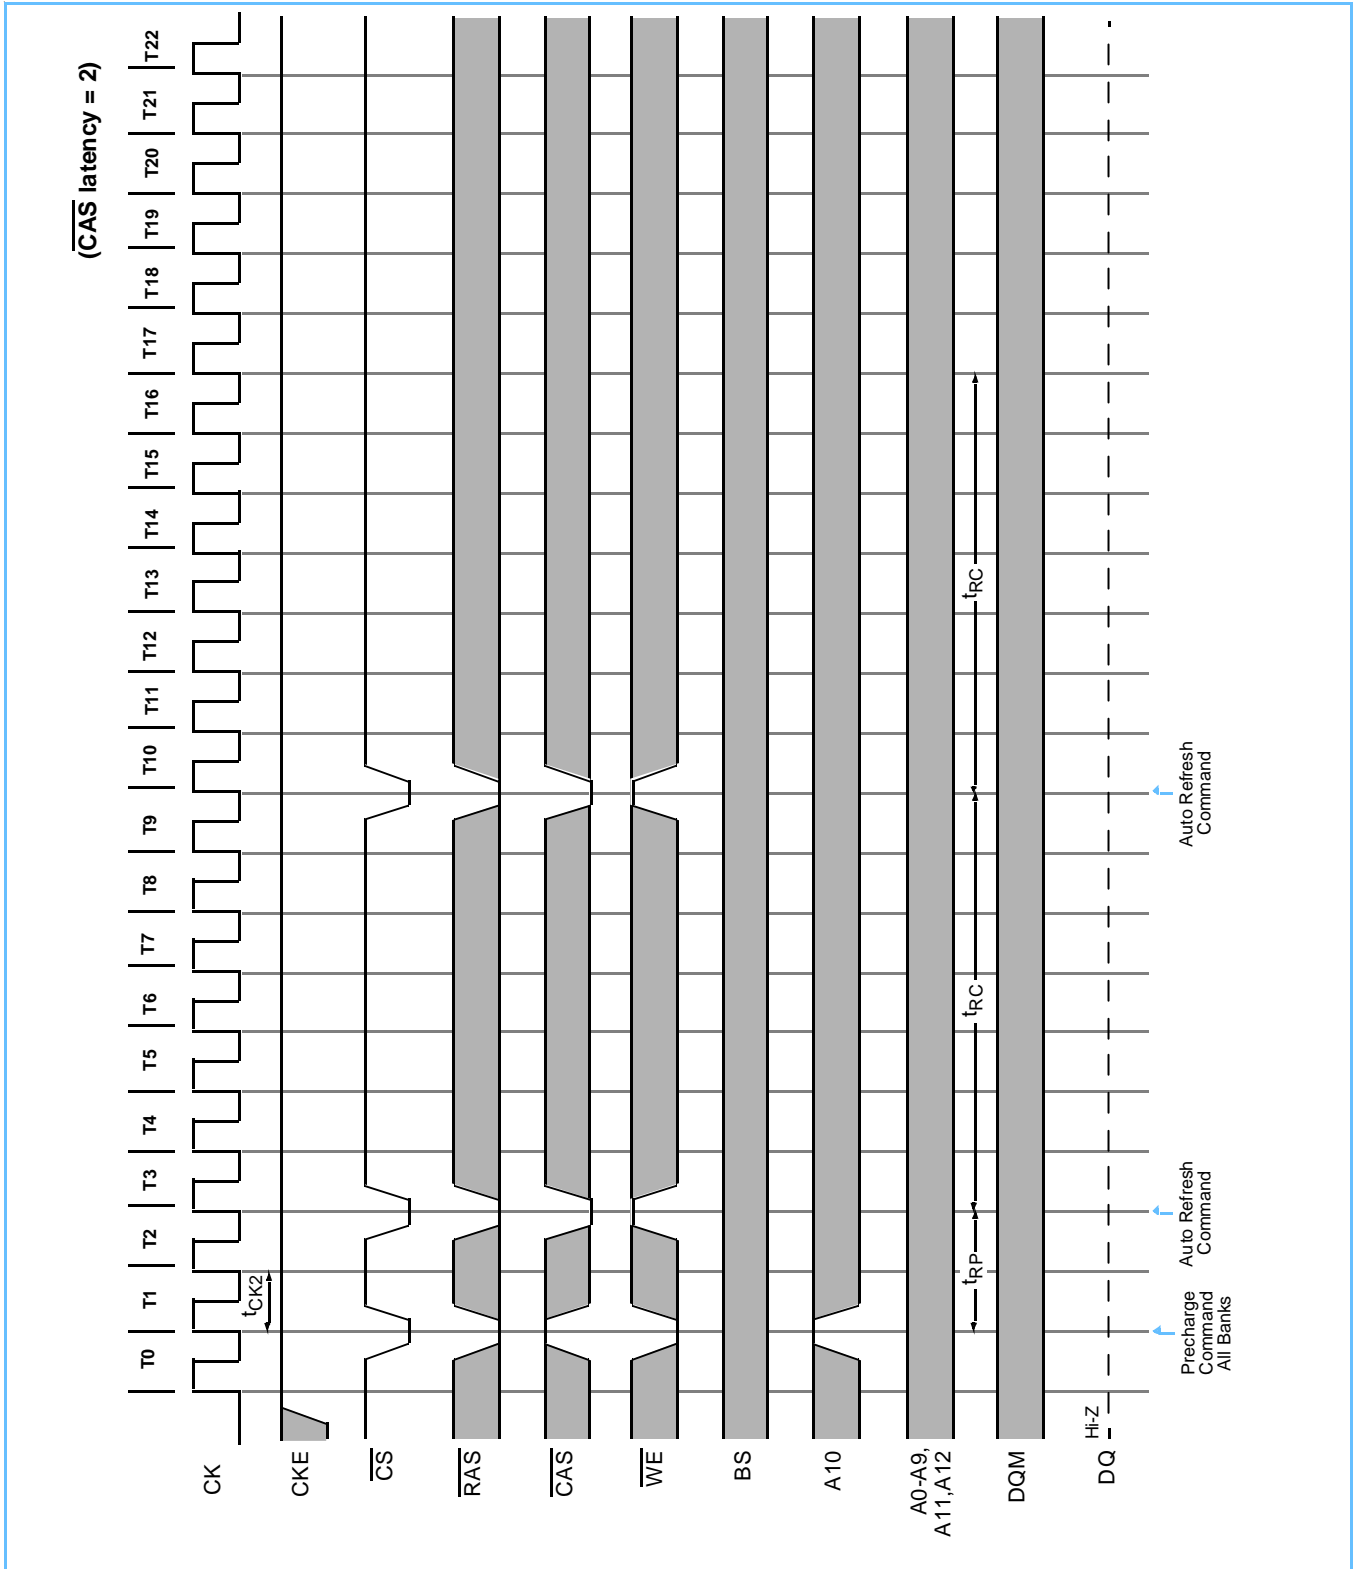 (CAS latency = 2)
T0 T1 T2 T3 T4 T5 T6 T7 T8 T9 T10 T11 T12 T13 T14 T15 T16 T17 T18 T19 T20 T21 T22
CK
tCK2
CKE
CS
RAS
CAS
WE
BS
A10
A0-A9,
A11,A12
tRP
tRC
tRC
DQM
DQ
Hi-Z
Precharge
Command
All Banks
Auto Refresh
Command
Auto Refresh
Command